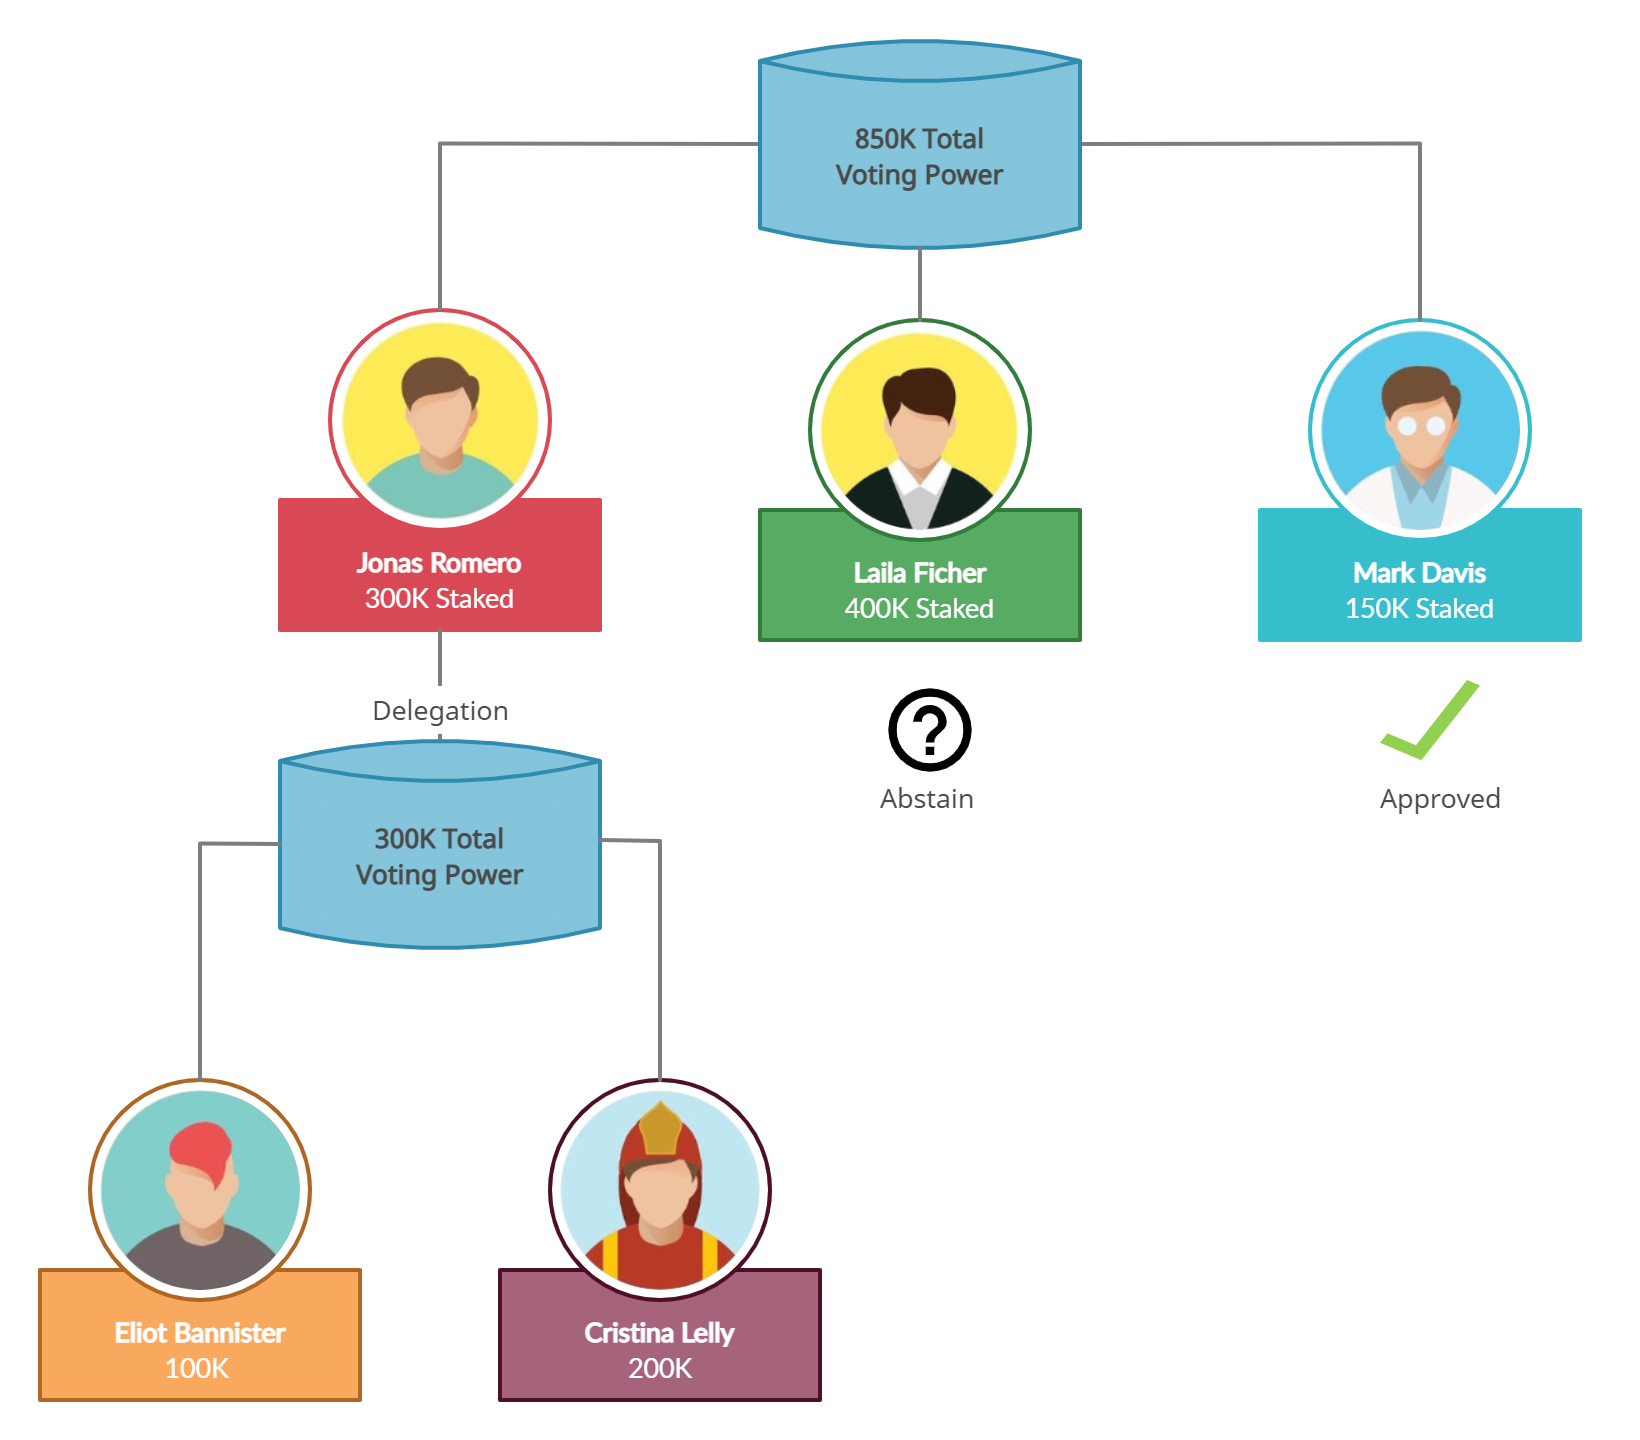 850K Total
Voting Power
Jonas Romero
300K Staked
Laila Ficher
400K Staked
Mark Davis
150K Staked
Delegation
?
Abstain
Approved
300K Total
Voting Power
Eliot Bannister
100K
Cristina Lelly
200K